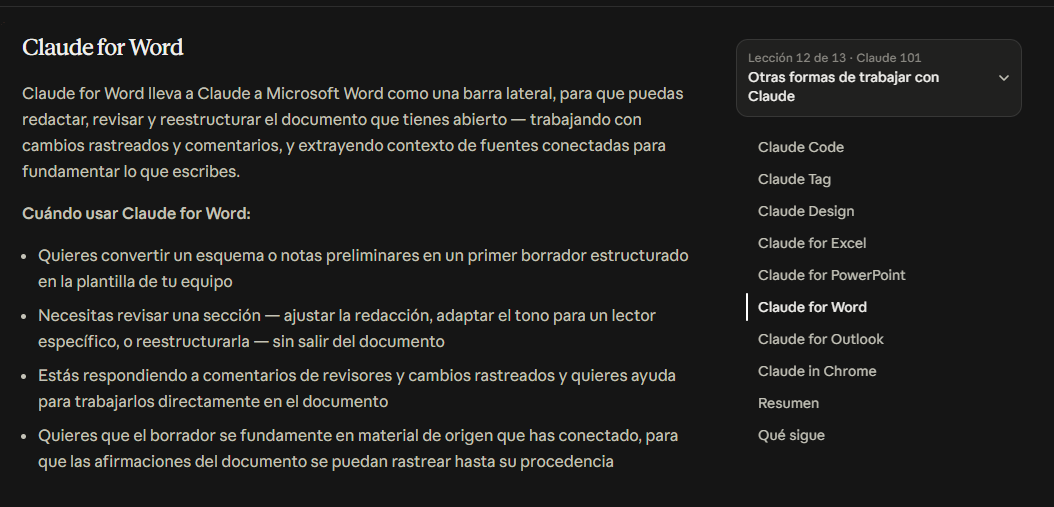 Claude for Word
Claude for Word lleva a Claude a Microsoft Word como una barra lateral, para que puedas
redactar, revisar y reestructurar el documento que tienes abierto — trabajando con
cambios rastreados y comentarios, y extrayendo contexto de fuentes conectadas para
fundamentar lo que escribes.
Cuándo usar Claude for Word:
• Quieres convertir un esquema o notas preliminares en un primer borrador estructurado
en la plantilla de tu equipo
• Necesitas revisar una sección — ajustar la redacción, adaptar el tono para un lector
específico, o reestructurarla — sin salir del documento
• Estás respondiendo a comentarios de revisores y cambios rastreados y quieres ayuda
para trabajarlos directamente en el documento
• Quieres que el borrador se fundamente en material de origen que has conectado, para
que las afirmaciones del documento se puedan rastrear hasta su procedencia
Lección 12 de 13 · Claude 101
Otras formas de trabajar con
Claude
Claude Code
Claude Tag
Claude Design
Claude for Excel
Claude for PowerPoint
Claude for Word
Claude for Outlook
Claude in Chrome
Resumen
Qué sigue